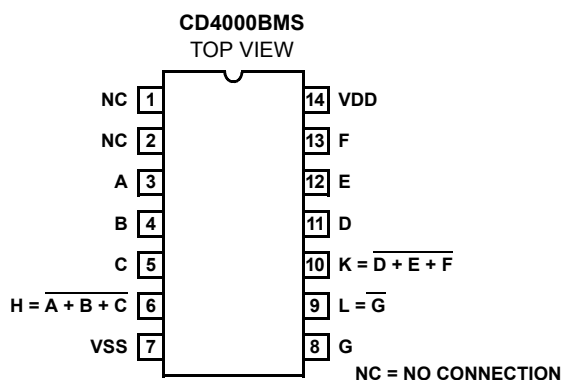 CD4000BMS
TOP VIEW
NC 1
NC 2
A 3
B 4
C 5
H = A + B + C 6
VSS 7
14 VDD
13 F
12 E
11 D
10 K = D + E + F
9 L = G
8 G
NC = NO CONNECTION